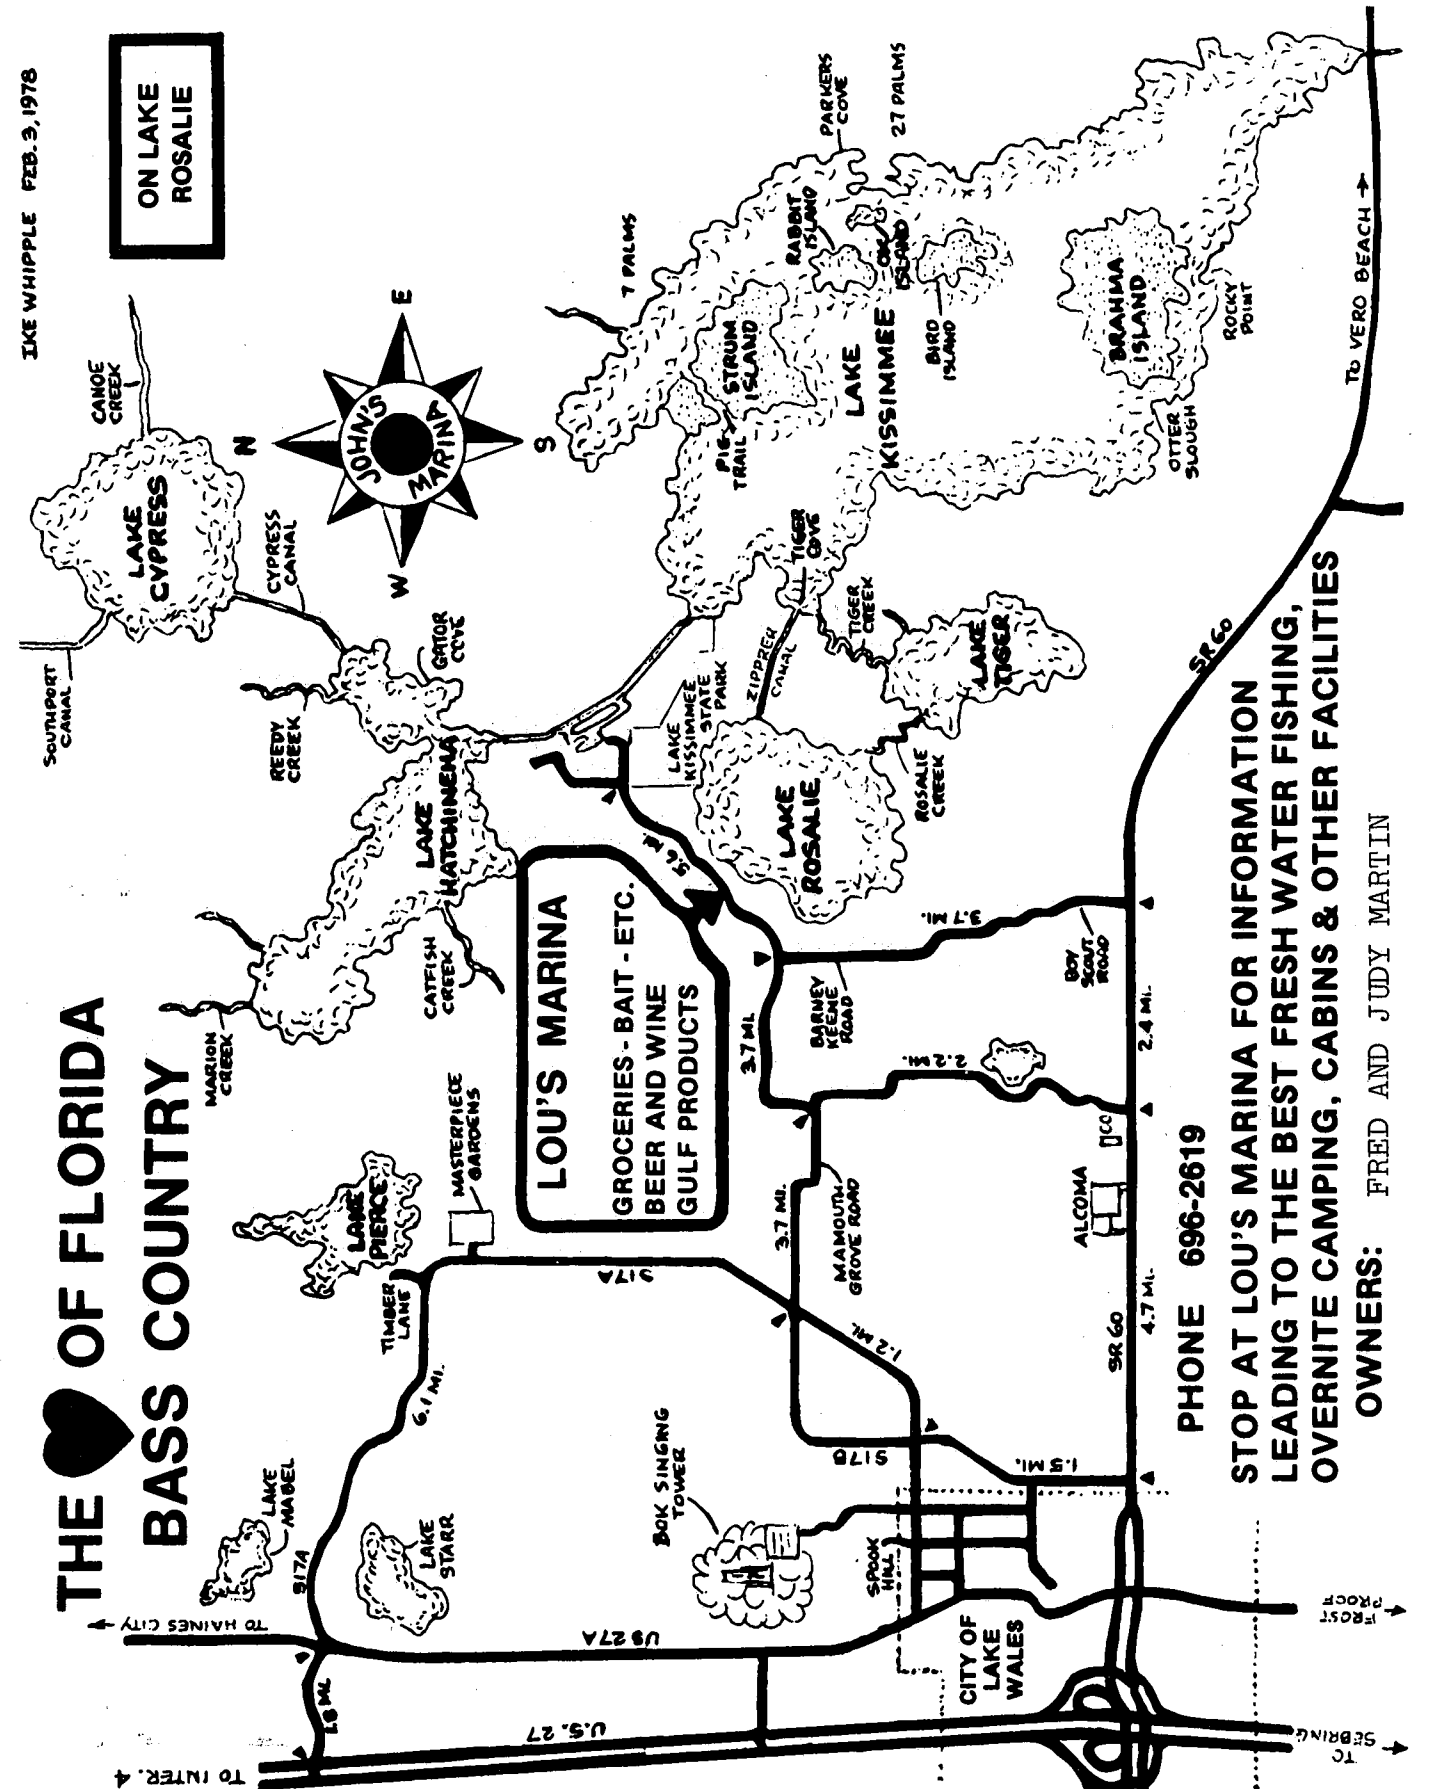 IKE WHIPPLE FEB. 3, 1978
ON LAKE
ROSALIE
THE OF FLORIDA
BASS COUNTRY
N
E
S
W
JOHN'S
MARINA
SOUTHPORT
CANAL
LAKE
CYPRESS
CANOE
CREEK
CYPRESS
CANAL
REEDY
CREEK
GATOR
COVE
LAKE
HATCHINEHA
MARION
CREEK
CATFISH
CREEK
LAKE
PIERCE
TIMBER
LANE
MASTERPIECE
GARDENS
LAKE
MABEL
LAKE
STARR
S17A
6.1 MI.
TO HAINES CITY
1.8 MI.
TO INTER. 4
U.S. 27
US 27A
S17A
LOU'S MARINA
GROCERIES - BAIT - ETC.
BEER AND WINE
GULF PRODUCTS
5.6 MI.
LAKE
KISSIMMEE
STATE
PARK
ZIPPRER
CANAL
TIGER
COVE
TIGER
CREEK
LAKE
TIGER
LAKE
ROSALIE
ROSALIE
CREEK
7 PALMS
PARKERS
COVE
27 PALMS
RABBIT
ISLAND
OX
ISLAND
STRUM
ISLAND
PIG
TRAIL
LAKE
KISSIMMEE
BIRD
ISLAND
BRAHMA
ISLAND
ROCKY
POINT
OTTER
SLOUGH
TO VERO BEACH
SR 60
3.7 MI.
BARNEY
KEENE
ROAD
3.7 MI.
BOY
SCOUT
ROAD
2.4 MI.
2.2 MI.
3.7 MI.
MAMOUTH
GROVE ROAD
ALCOMA
CO
1.2 MI.
SR 60
4.7 MI.
S17B
1.5 MI.
BOK SINGING
TOWER
SPOOK
HILL
CITY OF
LAKE
WALES
FROST
PROOF
TO
SEBRING
PHONE 696-2619
STOP AT LOU'S MARINA FOR INFORMATION
LEADING TO THE BEST FRESH WATER FISHING,
OVERNITE CAMPING, CABINS & OTHER FACILITIES
OWNERS: FRED AND JUDY MARTIN